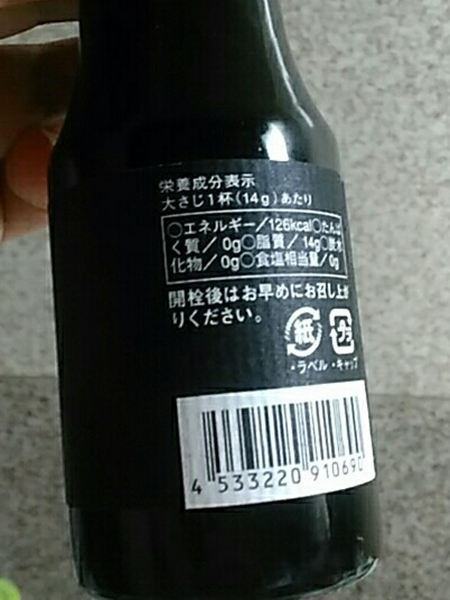 栄養成分表示
大さじ1杯(14g)あたり
○エネルギー/126kcal○たんぱ
く質/0g○脂質/14g○炭水
化物/0g○食塩相当量/0g
開栓後はお早めにお召し上が
りください。
紙 プラ
・ラベル ・キャップ
4 533220 910690